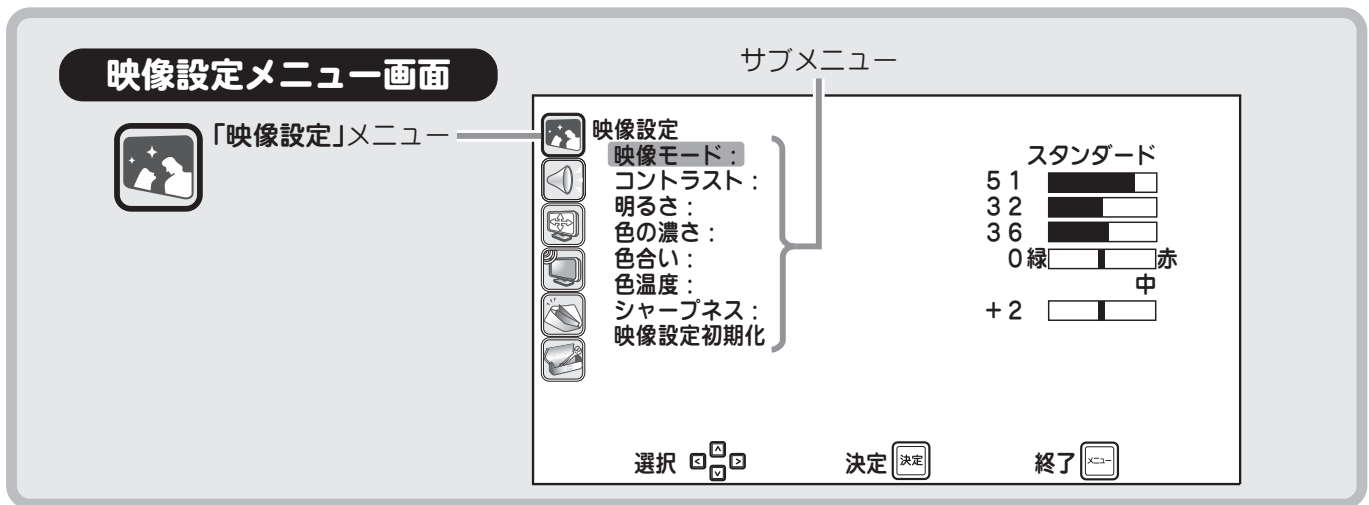 映像設定メニュー画面
サブメニュー
「映像設定」メニュー
映像設定
映像モード： スタンダード
コントラスト： 51
明るさ： 32
色の濃さ： 36
色合い： 0 緑 赤
色温度： 中
シャープネス： +2
映像設定初期化
選択 決定 決定 終了 メニュー